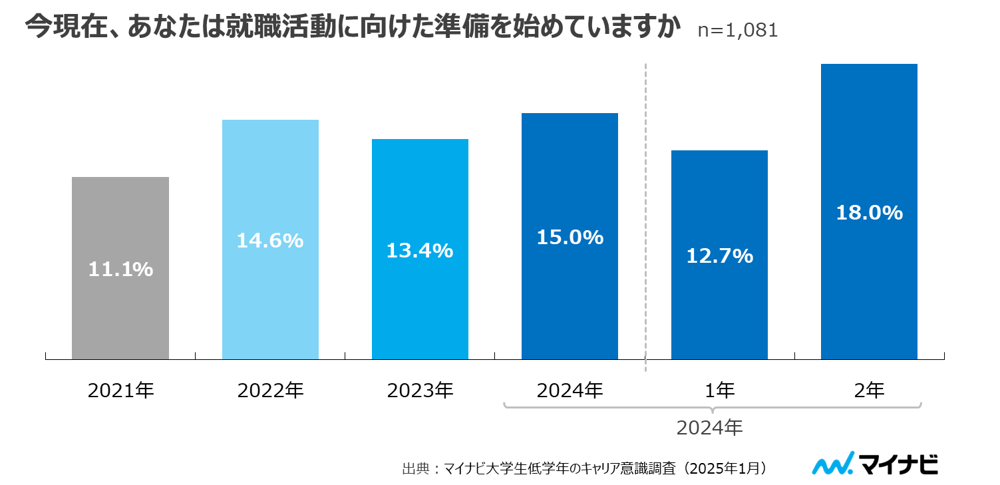 今現在、あなたは就職活動に向けた準備を始めていますか n=1,081
11.1%
14.6%
13.4%
15.0%
12.7%
18.0%
2021年
2022年
2023年
2024年
1年
2年
2024年
出典：マイナビ大学生低学年のキャリア意識調査（2025年1月）
マイナビ